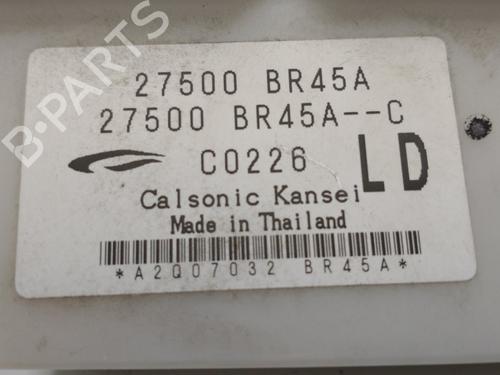 B-PARTS
27500 BR45A
27500 BR45A--C
C0226 LD
Calsonic Kansei
Made in Thailand
*A2Q07032 BR45A*